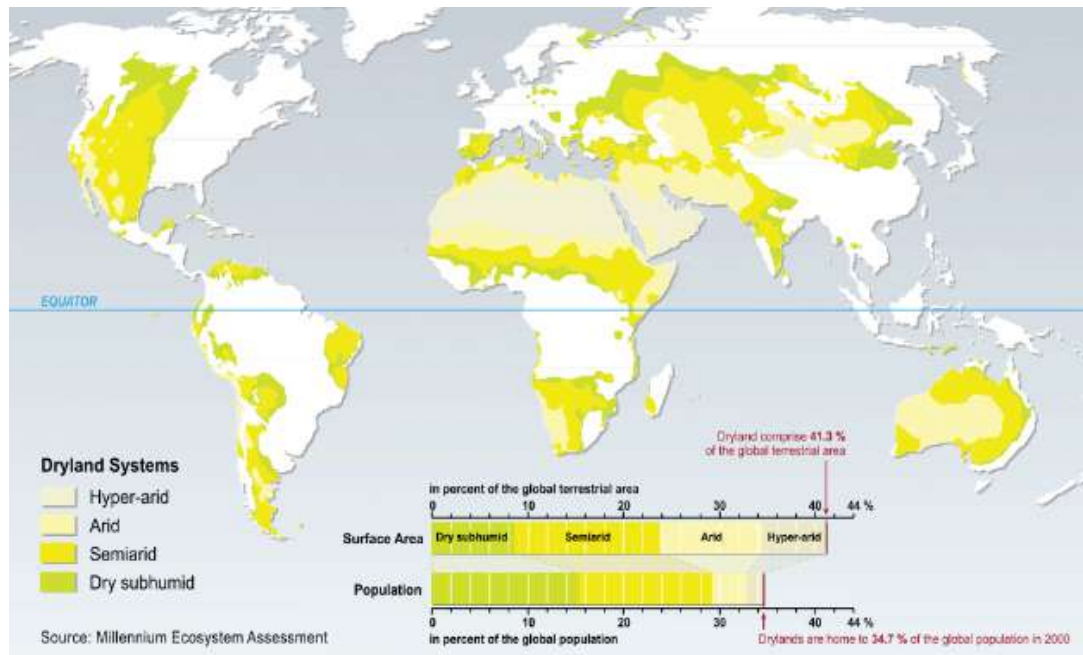 EQUATOR
Dryland Systems
Hyper-arid
Arid
Semiarid
Dry subhumid
Source: Millennium Ecosystem Assessment
Dryland comprise 41.3 %
of the global terrestrial area
in percent of the global terrestrial area
0 10 20 30 40 44 %
Surface Area Dry subhumid Semiarid Arid Hyper-arid
Population
0 10 20 30 40 44 %
in percent of the global population
Drylands are home to 34.7 % of the global population in 2000